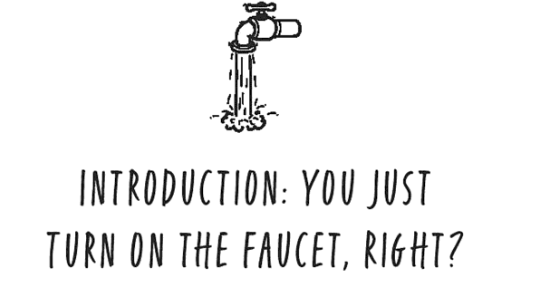 INTRODUCTION: YOU JUST
TURN ON THE FAUCET, RIGHT?